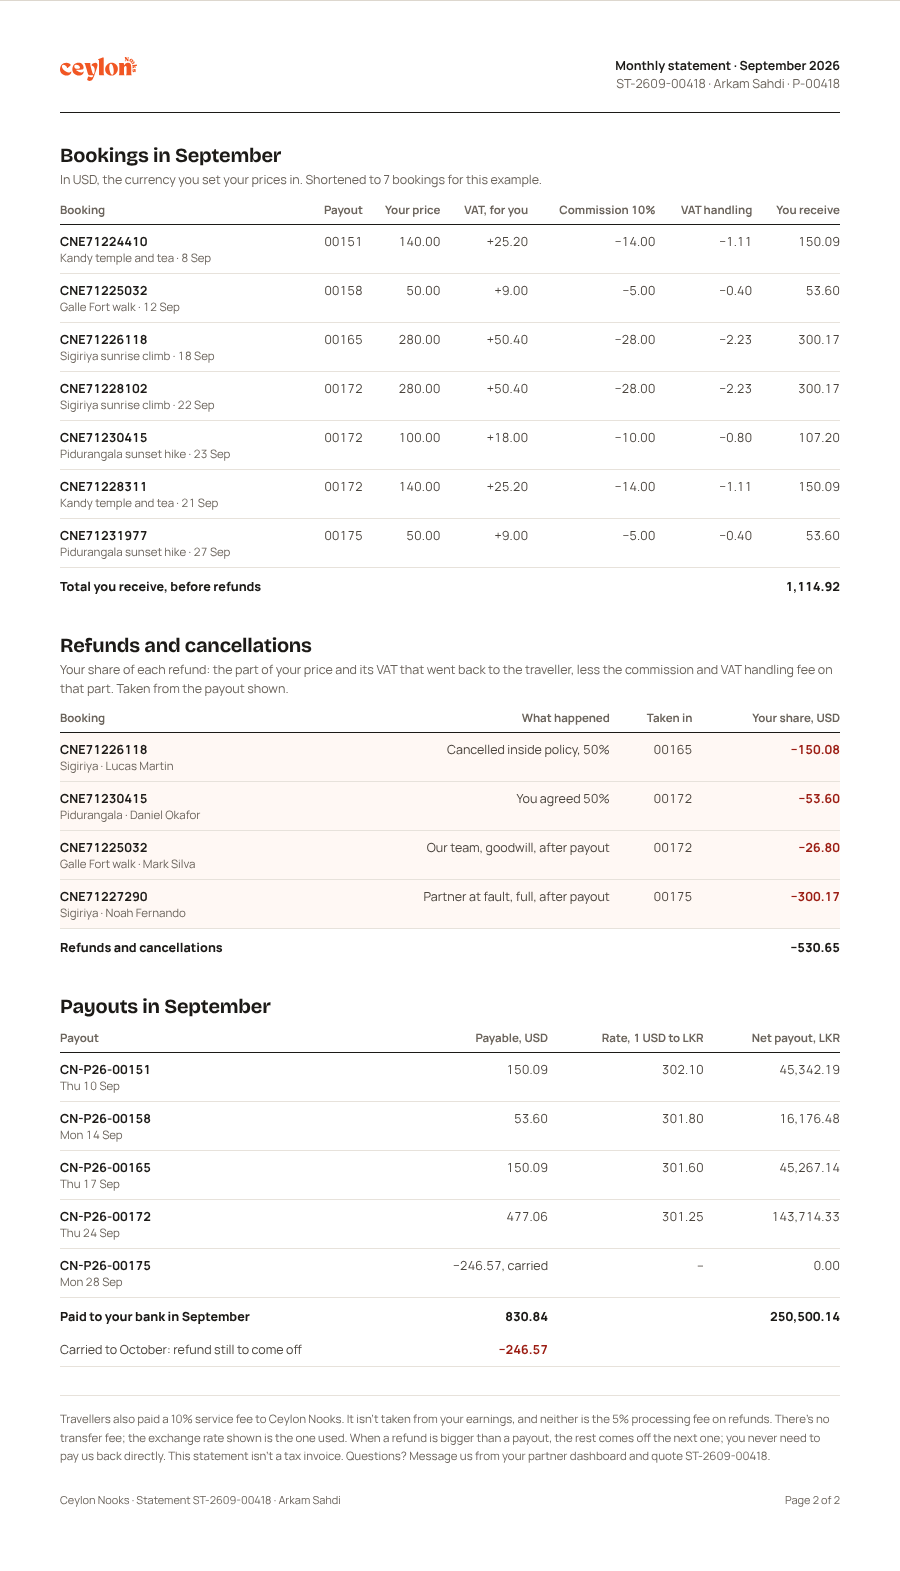 ceylon
Monthly statement · September 2026
ST-2609-00418 · Arkam Sahdi · P-00418
Bookings in September
In USD, the currency you set your prices in. Shortened to 7 bookings for this example.
Booking Payout Your price VAT, for you Commission 10% VAT handling You receive
CNE71224410 00151 140.00 +25.20 −14.00 −1.11 150.09
Kandy temple and tea · 8 Sep
CNE71225032 00158 50.00 +9.00 −5.00 −0.40 53.60
Galle Fort walk · 12 Sep
CNE71226118 00165 280.00 +50.40 −28.00 −2.23 300.17
Sigiriya sunrise climb · 18 Sep
CNE71228102 00172 280.00 +50.40 −28.00 −2.23 300.17
Sigiriya sunrise climb · 22 Sep
CNE71230415 00172 100.00 +18.00 −10.00 −0.80 107.20
Pidurangala sunset hike · 23 Sep
CNE71228311 00172 140.00 +25.20 −14.00 −1.11 150.09
Kandy temple and tea · 21 Sep
CNE71231977 00175 50.00 +9.00 −5.00 −0.40 53.60
Pidurangala sunset hike · 27 Sep
Total you receive, before refunds 1,114.92
Refunds and cancellations
Your share of each refund: the part of your price and its VAT that went back to the traveller, less the commission and VAT handling fee on
that part. Taken from the payout shown.
Booking What happened Taken in Your share, USD
CNE71226118 Cancelled inside policy, 50% 00165 −150.08
Sigiriya · Lucas Martin
CNE71230415 You agreed 50% 00172 −53.60
Pidurangala · Daniel Okafor
CNE71225032 Our team, goodwill, after payout 00172 −26.80
Galle Fort walk · Mark Silva
CNE71227290 Partner at fault, full, after payout 00175 −300.17
Sigiriya · Noah Fernando
Refunds and cancellations −530.65
Payouts in September
Payout Payable, USD Rate, 1 USD to LKR Net payout, LKR
CN-P26-00151 150.09 302.10 45,342.19
Thu 10 Sep
CN-P26-00158 53.60 301.80 16,176.48
Mon 14 Sep
CN-P26-00165 150.09 301.60 45,267.14
Thu 17 Sep
CN-P26-00172 477.06 301.25 143,714.33
Thu 24 Sep
CN-P26-00175 −246.57, carried – 0.00
Mon 28 Sep
Paid to your bank in September 830.84 250,500.14
Carried to October: refund still to come off −246.57
Travellers also paid a 10% service fee to Ceylon Nooks. It isn't taken from your earnings, and neither is the 5% processing fee on refunds. There's no
transfer fee; the exchange rate shown is the one used. When a refund is bigger than a payout, the rest comes off the next one; you never need to
pay us back directly. This statement isn't a tax invoice. Questions? Message us from your partner dashboard and quote ST-2609-00418.
Ceylon Nooks · Statement ST-2609-00418 · Arkam Sahdi Page 2 of 2